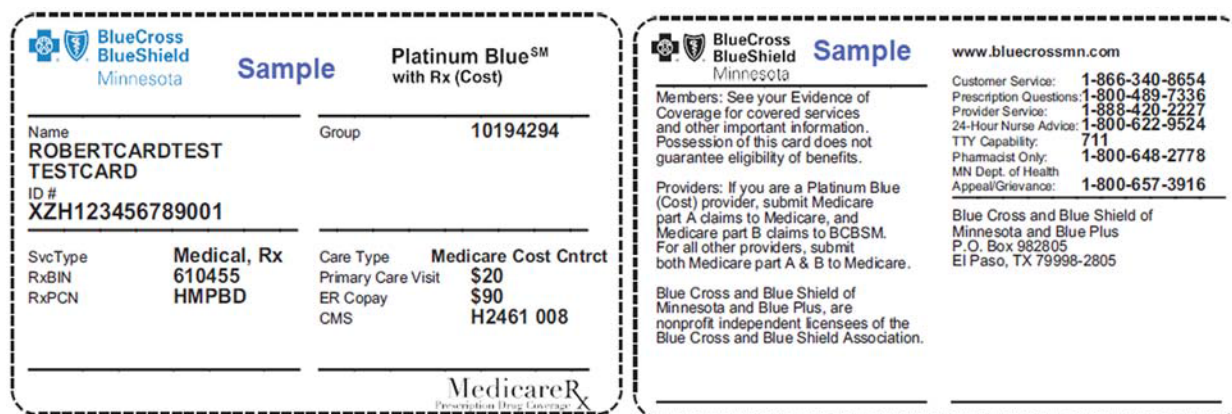 BlueCross
BlueShield
Minnesota
Sample
Platinum Blue℠
with Rx (Cost)
Name
ROBERTCARDTEST
TESTCARD
ID #
XZH123456789001
Group 10194294
SvcType Medical, Rx
RxBIN 610455
RxPCN HMPBD
Care Type Medicare Cost Cntrct
Primary Care Visit $20
ER Copay $90
CMS H2461 008
MedicareRx
Prescription Drug Coverage
BlueCross
BlueShield
Minnesota
Sample
Members: See your Evidence of
Coverage for covered services
and other important information.
Possession of this card does not
guarantee eligibility of benefits.
Providers: If you are a Platinum Blue
(Cost) provider, submit Medicare
part A claims to Medicare, and
Medicare part B claims to BCBSM.
For all other providers, submit
both Medicare part A & B to Medicare.
Blue Cross and Blue Shield of
Minnesota and Blue Plus, are
nonprofit independent licensees of the
Blue Cross and Blue Shield Association.
www.bluecrossmn.com
Customer Service: 1-866-340-8654
Prescription Questions: 1-800-489-7336
Provider Service: 1-888-420-2227
24-Hour Nurse Advice: 1-800-622-9524
TTY Capability: 711
Pharmacist Only: 1-800-648-2778
MN Dept. of Health
Appeal/Grievance: 1-800-657-3916
Blue Cross and Blue Shield of
Minnesota and Blue Plus
P.O. Box 982805
El Paso, TX 79998-2805